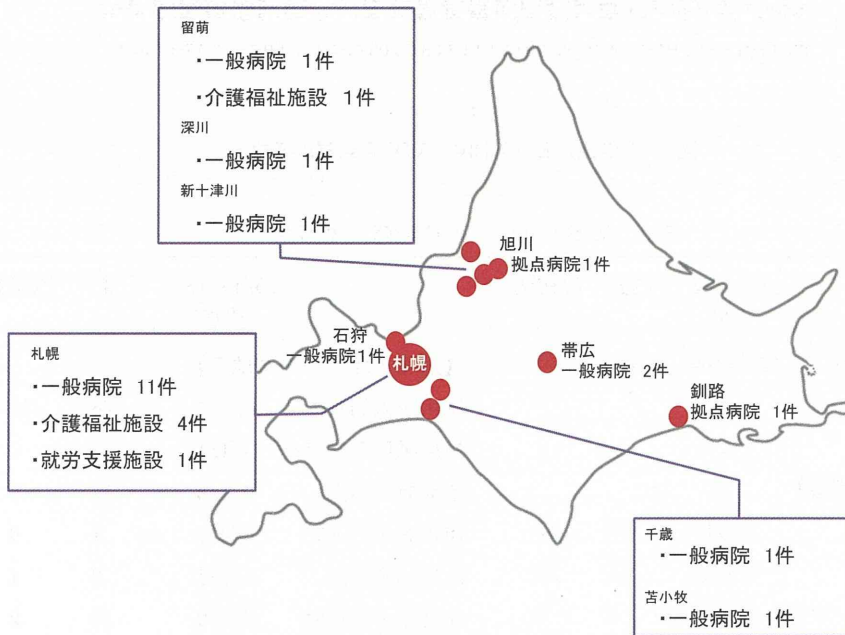 留萌
・一般病院 1件
・介護福祉施設 1件
深川
・一般病院 1件
新十津川
・一般病院 1件
旭川
拠点病院1件
石狩
一般病院1件
札幌
帯広
一般病院 2件
釧路
拠点病院 1件
札幌
・一般病院 11件
・介護福祉施設 4件
・就労支援施設 1件
千歳
・一般病院 1件
苫小牧
・一般病院 1件